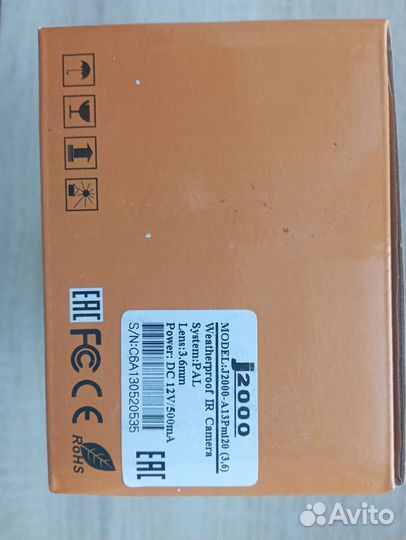 j2000
MODEL:J2000-A13Pmi20 (3,6)
Weatherproof IR Camera
System:PAL
Lens:3.6mm
Power: DC 12V/500mA
S/N:C6A130520535
EAC
EAC
FC CE
RoHS
Avito